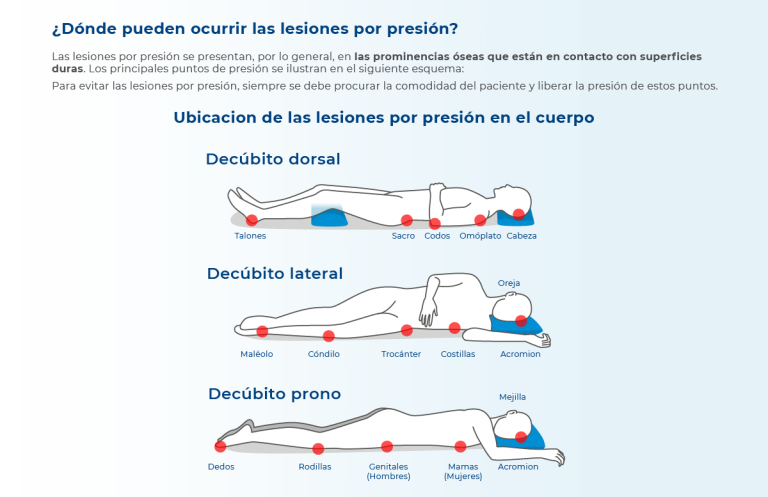 ¿Dónde pueden ocurrir las lesiones por presión?
Las lesiones por presión se presentan, por lo general, en las prominencias óseas que están en contacto con superficies
duras. Los principales puntos de presión se ilustran en el siguiente esquema:
Para evitar las lesiones por presión, siempre se debe procurar la comodidad del paciente y liberar la presión de estos puntos.
Ubicacion de las lesiones por presión en el cuerpo
Decúbito dorsal
Talones Sacro Codos Omóplato Cabeza
Decúbito lateral
Oreja
Maléolo Cóndilo Trocánter Costillas Acromion
Decúbito prono
Mejilla
Dedos Rodillas Genitales Mamas Acromion
(Hombres) (Mujeres)